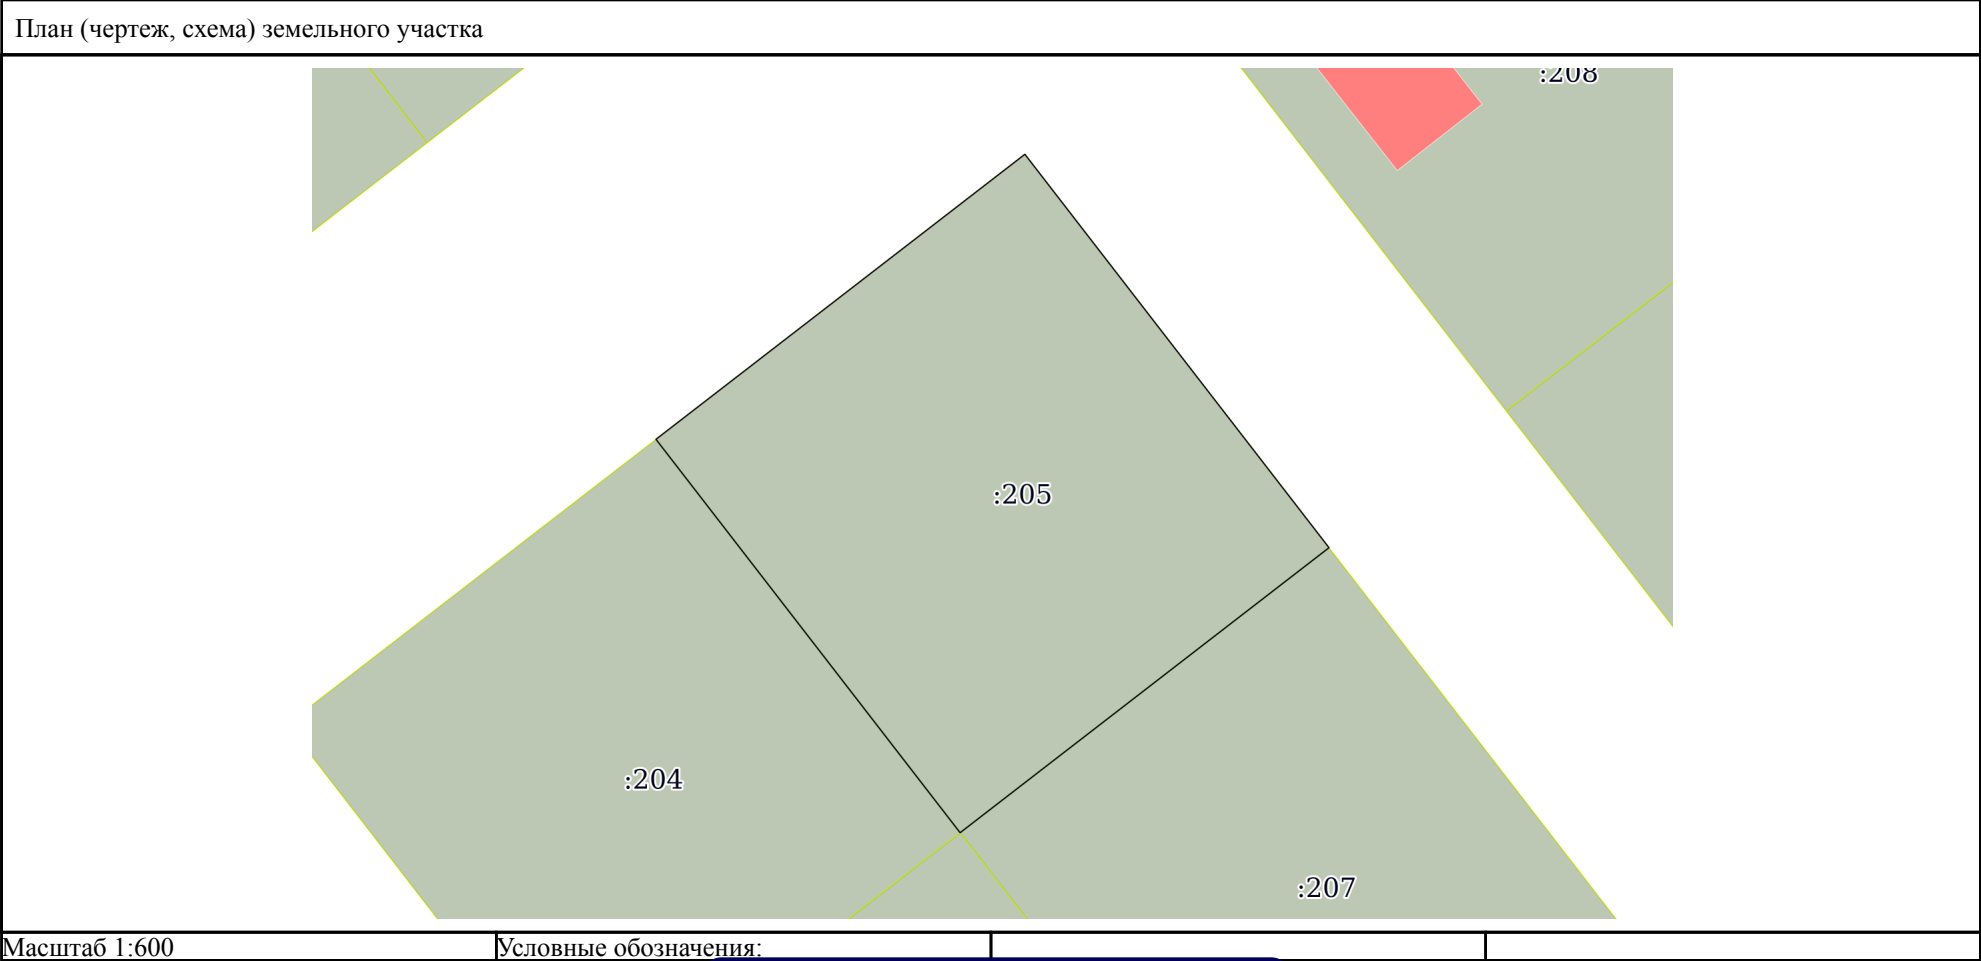 План (чертеж, схема) земельного участка
:208
:205
:204
:207
Масштаб 1:600
Условные обозначения: